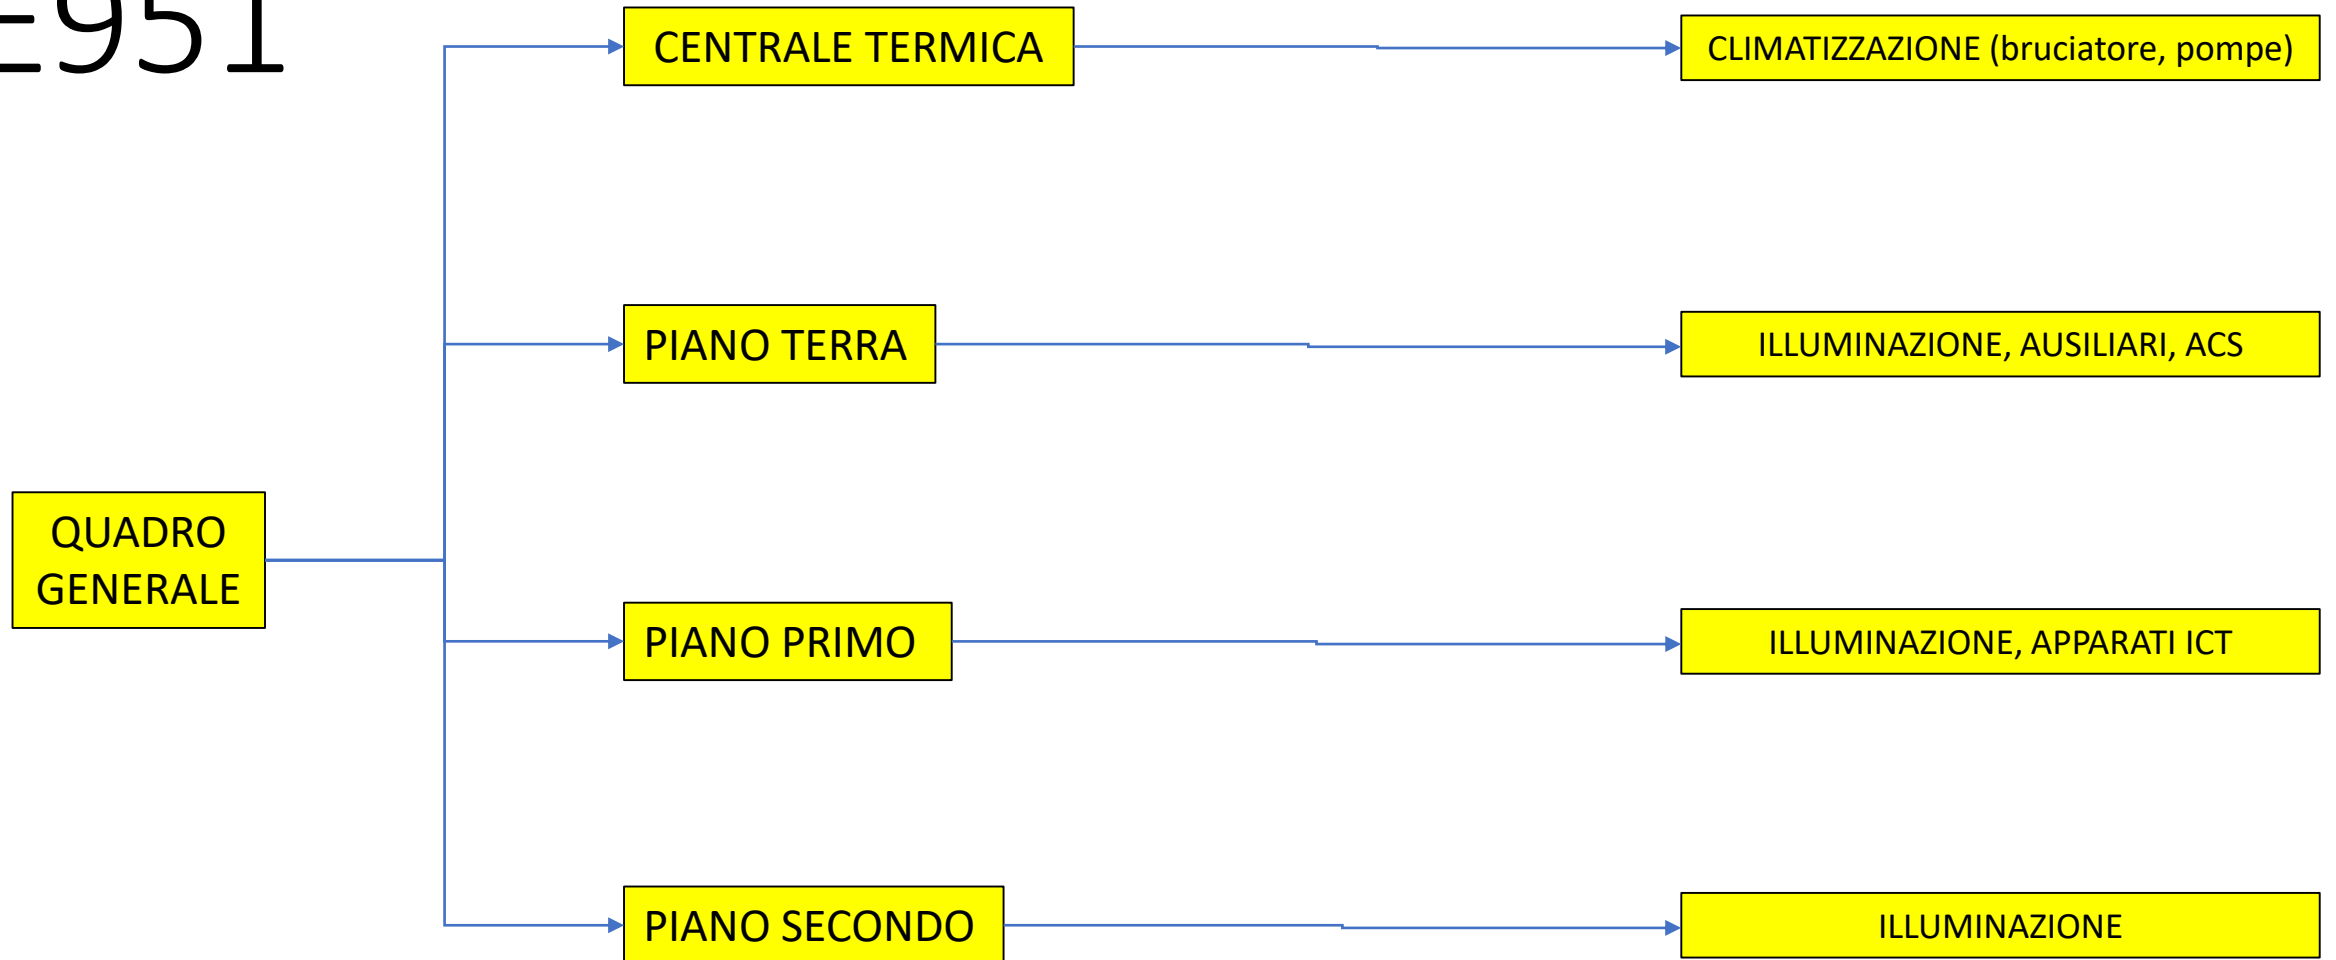 E951
CENTRALE TERMICA
CLIMATIZZAZIONE (bruciatore, pompe)
PIANO TERRA
ILLUMINAZIONE, AUSILIARI, ACS
QUADRO
GENERALE
PIANO PRIMO
ILLUMINAZIONE, APPARATI ICT
PIANO SECONDO
ILLUMINAZIONE